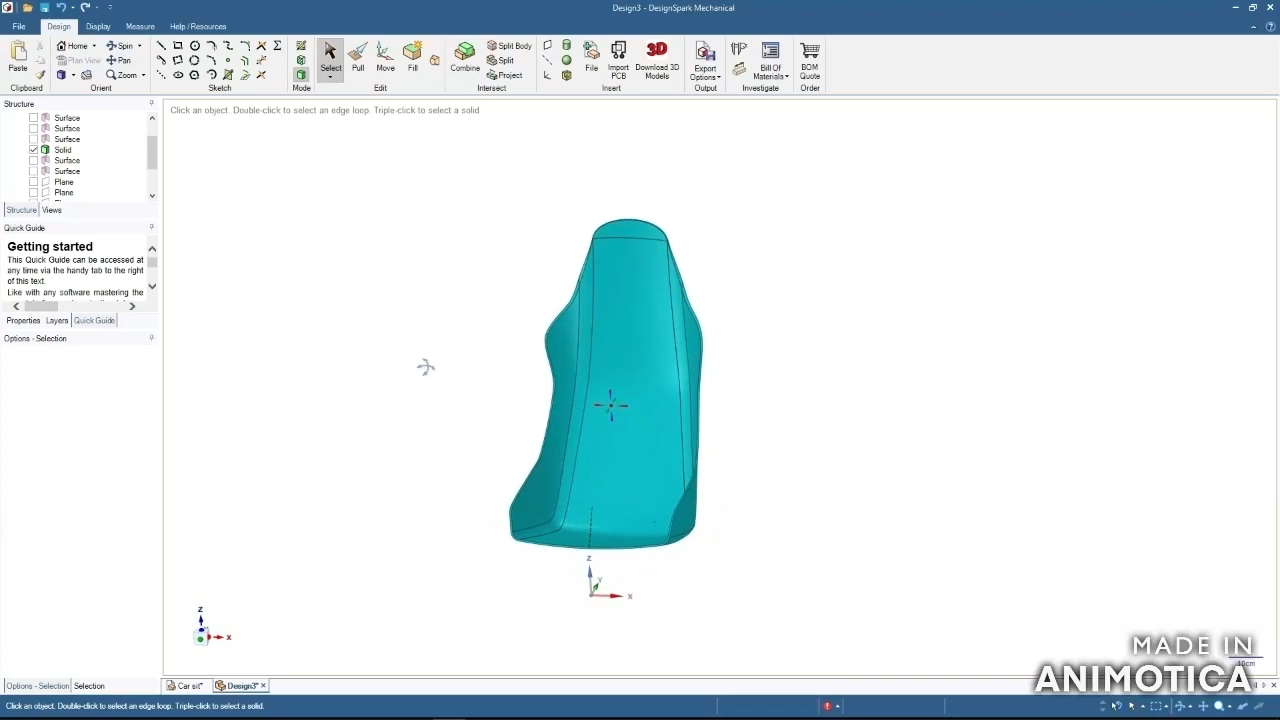 Design3 - DesignSpark Mechanical
File Design Display Measure Help / Resources
Paste
Home Spin
Plan View Pan
Zoom
Select Pull Move Fill
Combine
Split Body
Split
Project
File Import PCB Download 3D Models
Export Options
Bill Of Materials
BOM Quote
Clipboard Orient Sketch Mode Edit Intersect Insert Output Investigate Order
Structure
Click an object. Double-click to select an edge loop. Triple-click to select a solid.
Surface
Surface
Surface
Solid
Surface
Surface
Plane
Plane
Structure Views
Quick Guide
Getting started
This Quick Guide can be accessed at
any time via the handy tab to the right
of this text.
Like with any software mastering the
Properties Layers Quick Guide
Options - Selection
Z
Y
X
Z
X
MADE IN
ANIMOTICA
10cm
Options - Selection Selection
Car sit* Design3*
Click an object. Double-click to select an edge loop. Triple-click to select a solid.